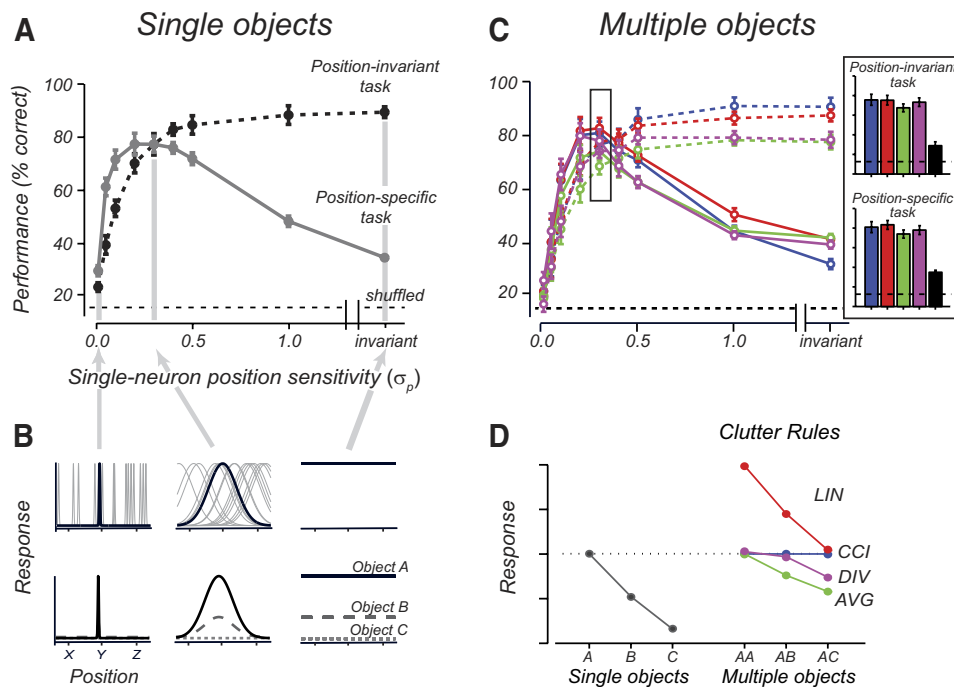 A
Single objects
Position-invariant
task
100
80
60
40
20
Performance (% correct)
Position-specific
task
shuffled
0.0
0.5
1.0
invariant
Single-neuron position sensitivity (σp)
B
Response
Object A
Object B
Object C
X
Y
Z
Position
C
Multiple objects
100
80
60
40
20
0.0
0.5
1.0
invariant
Position-invariant
task
Position-specific
task
D
Clutter Rules
Response
LIN
CCI
DIV
AVG
A
B
C
Single objects
AA
AB
AC
Multiple objects